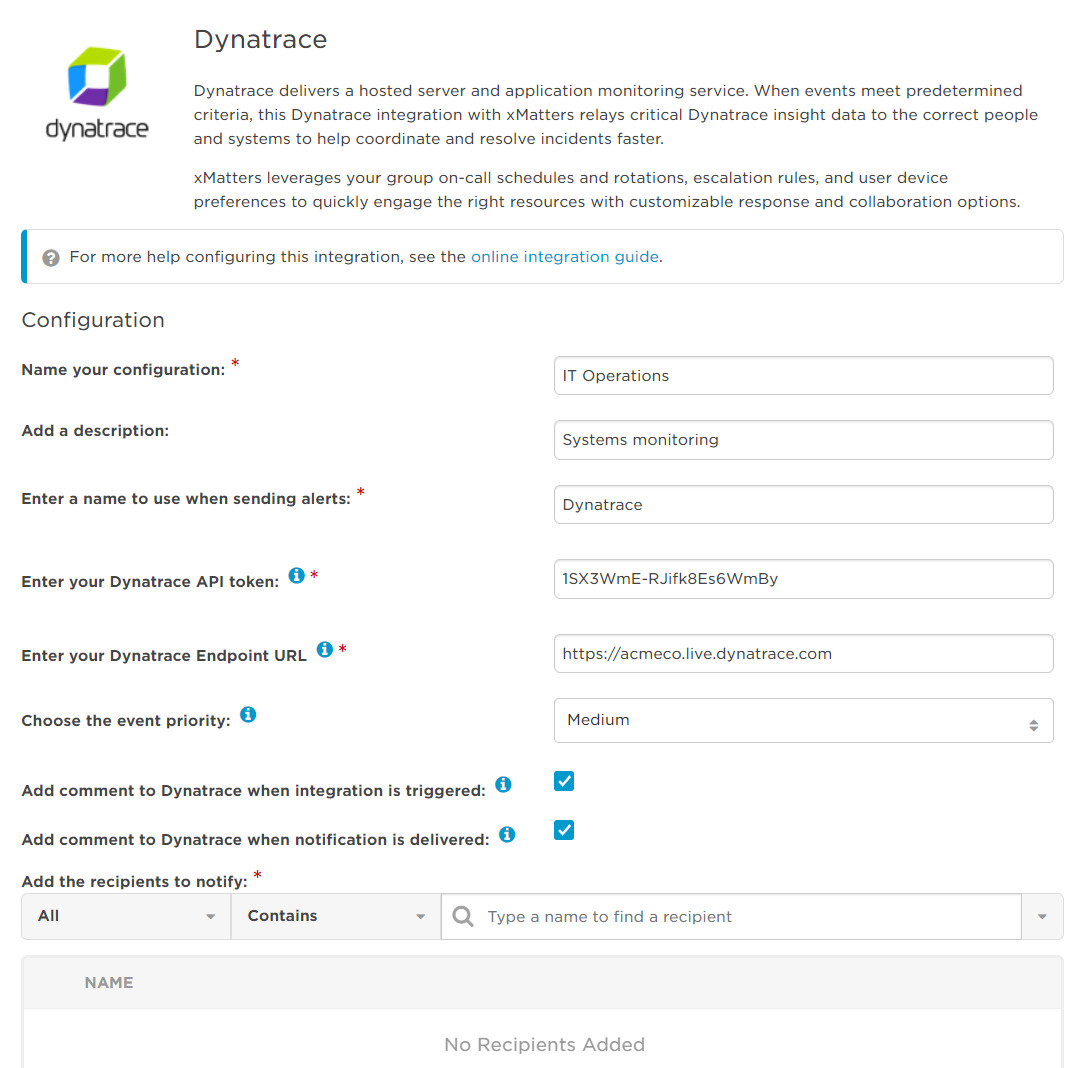 Dynatrace
dynatrace
Dynatrace delivers a hosted server and application monitoring service. When events meet predetermined
criteria, this Dynatrace integration with xMatters relays critical Dynatrace insight data to the correct people
and systems to help coordinate and resolve incidents faster.
xMatters leverages your group on-call schedules and rotations, escalation rules, and user device
preferences to quickly engage the right resources with customizable response and collaboration options.
For more help configuring this integration, see the online integration guide.
Configuration
Name your configuration: *
IT Operations
Add a description:
Systems monitoring
Enter a name to use when sending alerts: *
Dynatrace
Enter your Dynatrace API token: *
1SX3WmE-RJifk8Es6WmBy
Enter your Dynatrace Endpoint URL *
https://acmeco.live.dynatrace.com
Choose the event priority:
Medium
Add comment to Dynatrace when integration is triggered:
Add comment to Dynatrace when notification is delivered:
Add the recipients to notify: *
All Contains Type a name to find a recipient
NAME
No Recipients Added